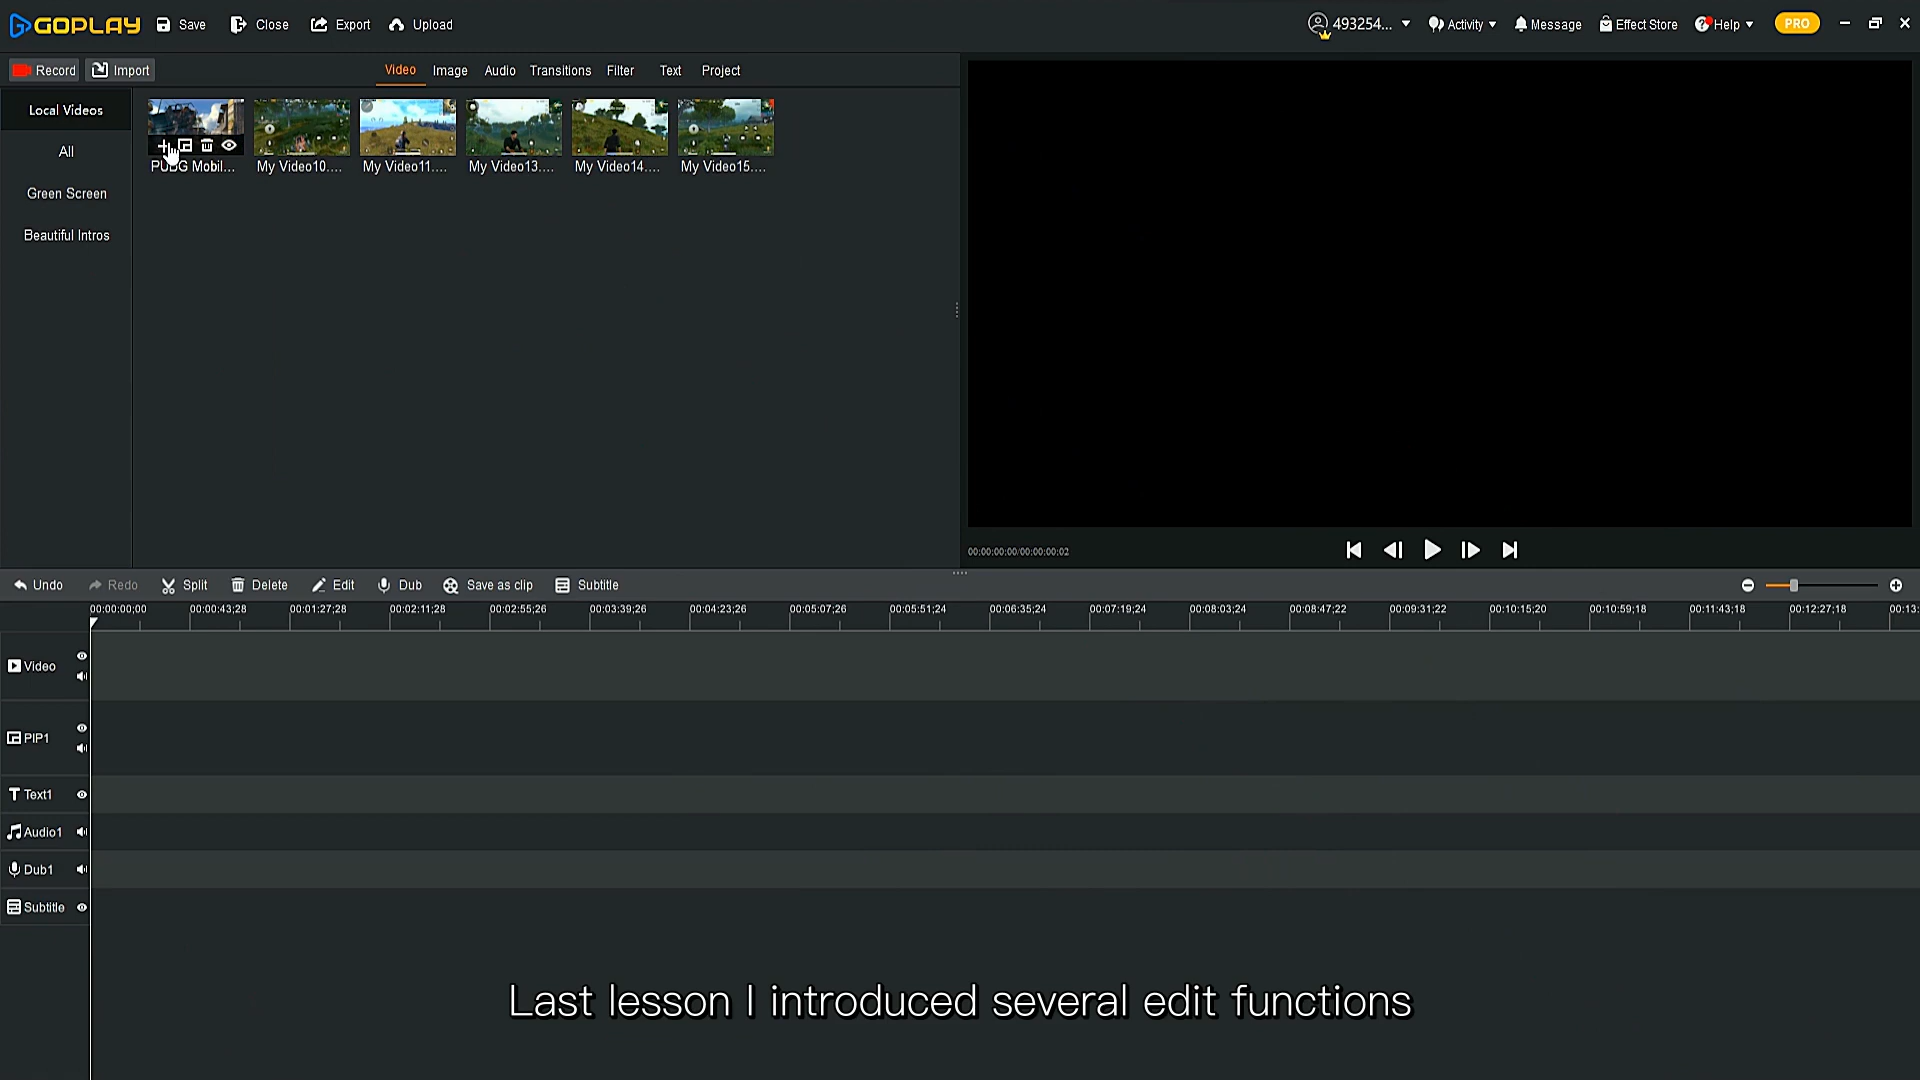 GOPLAY Save Close Export Upload 493254... Activity Message Effect Store Help PRO
Record Import Video Image Audio Transitions Filter Text Project
Local Videos
All
Green Screen
Beautiful Intros
PUBG Mobil... My Video10.... My Video11.... My Video13.... My Video14.... My Video15....
00:00:00:00/00:00:00:02
Undo Redo Split Delete Edit Dub Save as clip Subtitle
00:00:00;00 00:00:43;28 00:01:27;28 00:02:11;28 00:02:55;26 00:03:39;26 00:04:23;26 00:05:07;26 00:05:51;24 00:06:35;24 00:07:19;24 00:08:03;24 00:08:47;22 00:09:31;22 00:10:15;20 00:10:59;18 00:11:43;18 00:12:27;18 00:13:
Video
PIP1
Text1
Audio1
Dub1
Subtitle
Last lesson I introduced several edit functions